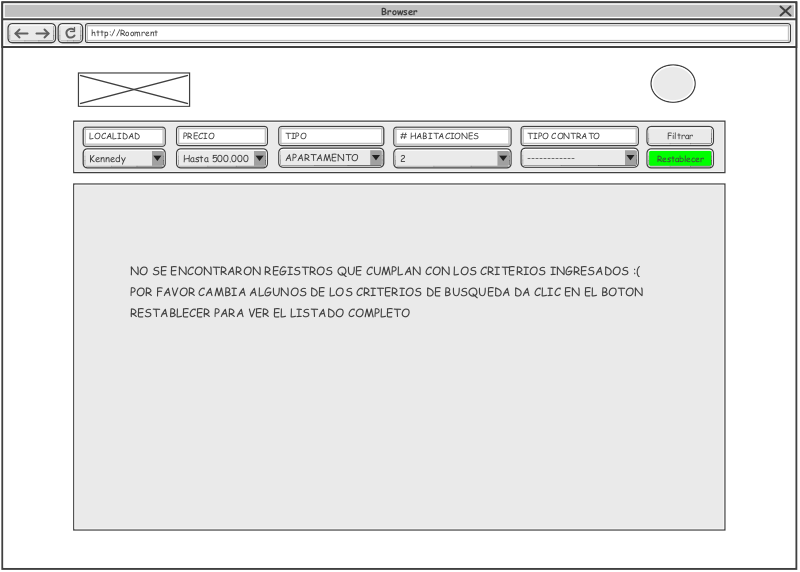 Browser
http://Roomrent
LOCALIDAD PRECIO TIPO # HABITACIONES TIPO CONTRATO Filtrar
Kennedy Hasta 500.000 APARTAMENTO 2 ------------ Restablecer
NO SE ENCONTRARON REGISTROS QUE CUMPLAN CON LOS CRITERIOS INGRESADOS :(
POR FAVOR CAMBIA ALGUNOS DE LOS CRITERIOS DE BUSQUEDA DA CLIC EN EL BOTON
RESTABLECER PARA VER EL LISTADO COMPLETO